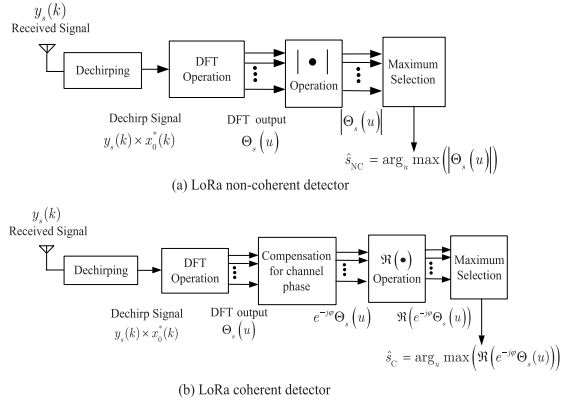 y_s(k)
Received Signal
Dechirping
DFT
Operation
| • |
Operation
Maximum
Selection
Dechirp Signal
y_s(k) × x_0^*(k)
DFT output
Θ_s(u)
|Θ_s(u)|
ŝ_NC = arg_u max(|Θ_s(u)|)
(a) LoRa non-coherent detector
y_s(k)
Received Signal
Dechirping
DFT
Operation
Compensation
for channel
phase
ℜ(•)
Operation
Maximum
Selection
Dechirp Signal
y_s(k) × x_0^*(k)
DFT output
Θ_s(u)
e^{-jφ}Θ_s(u)
ℜ(e^{-jφ}Θ_s(u))
ŝ_C = arg_u max(ℜ(e^{-jφ}Θ_s(u)))
(b) LoRa coherent detector